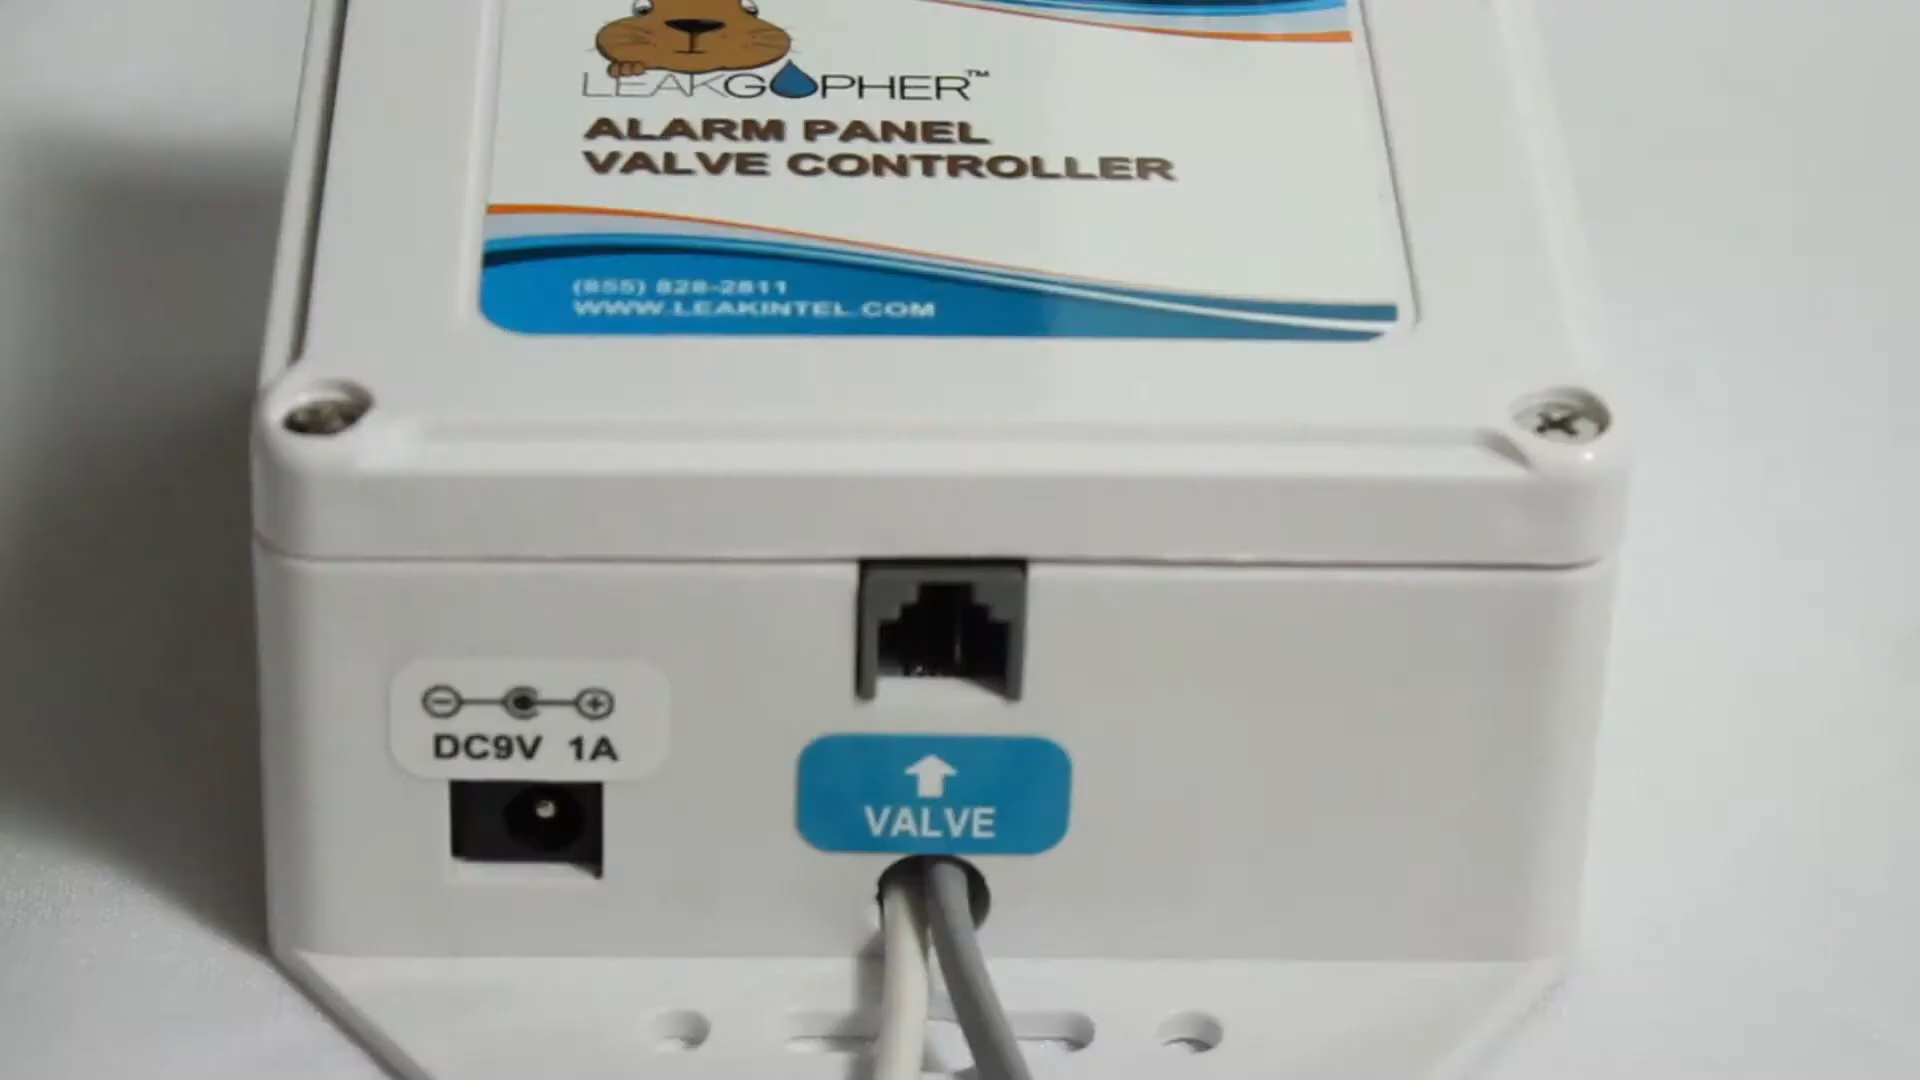 LEAKGOPHER™
ALARM PANEL
VALVE CONTROLLER
(855) 828-2811
WWW.LEAKINTEL.COM
DC9V 1A
VALVE